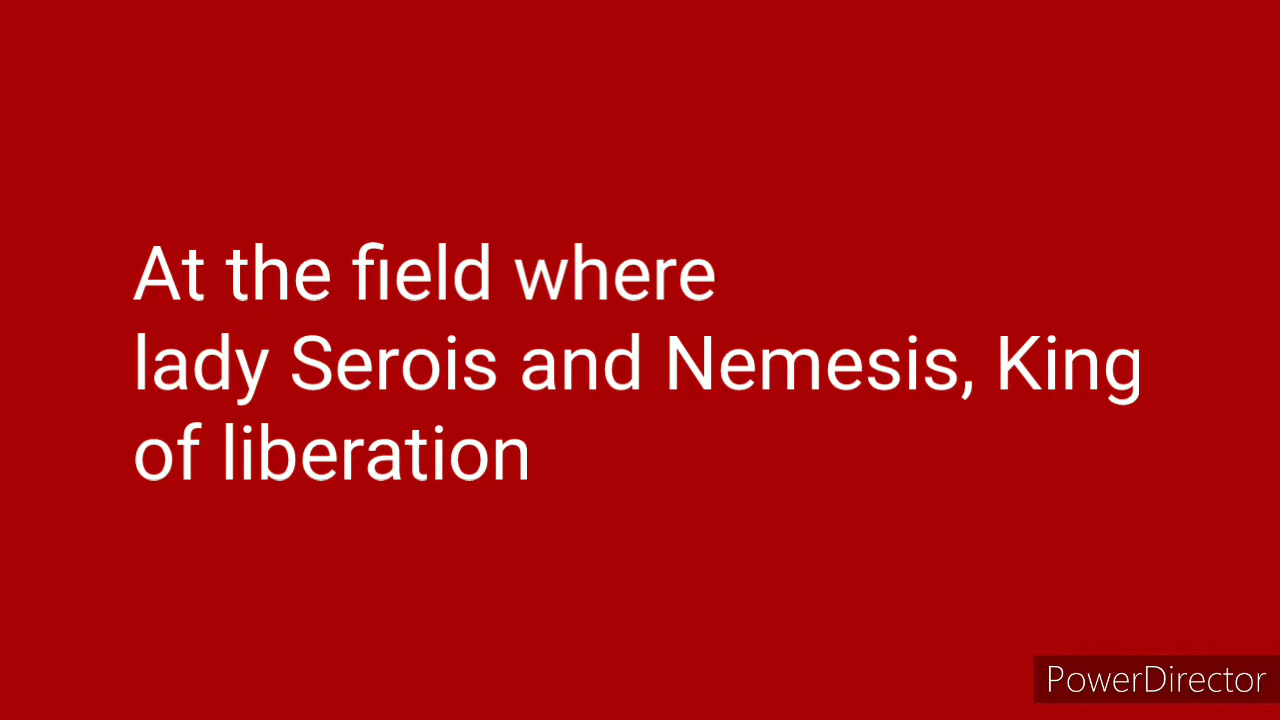 At the field where
lady Serois and Nemesis, King
of liberation
PowerDirector